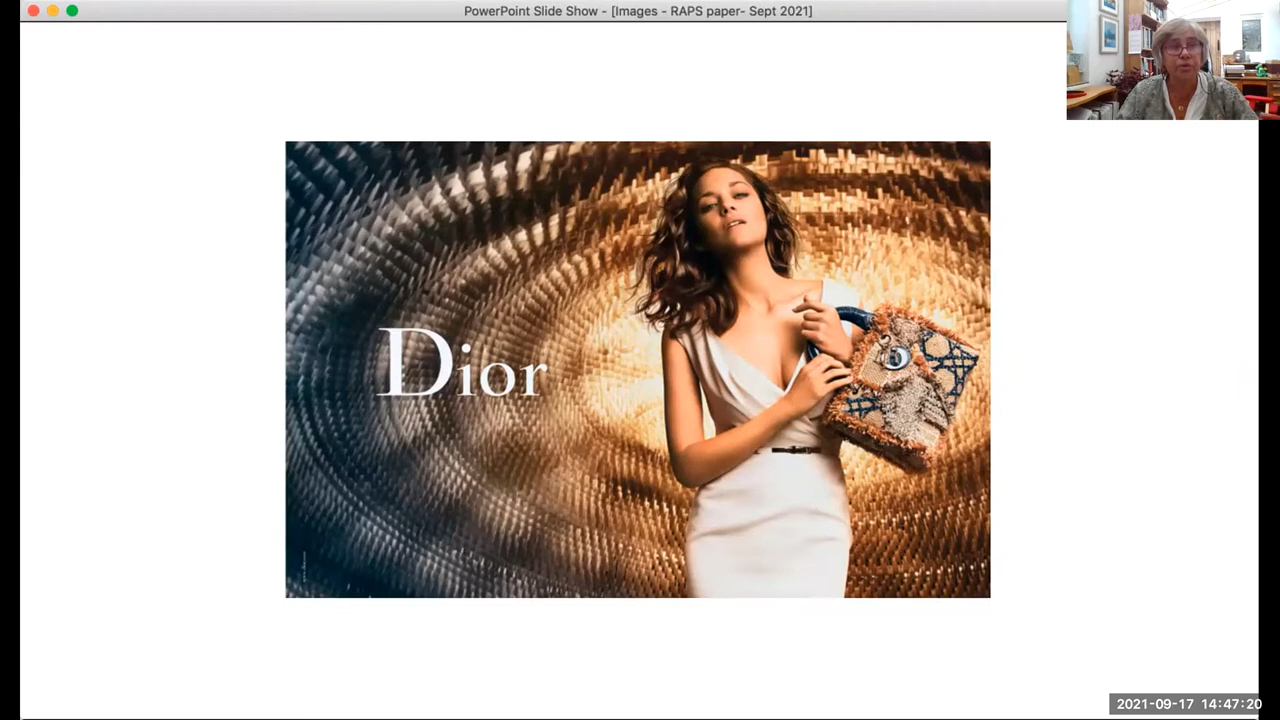 PowerPoint Slide Show - [Images - RAPS paper- Sept 2021]
Dior
2021-09-17 14:47:20